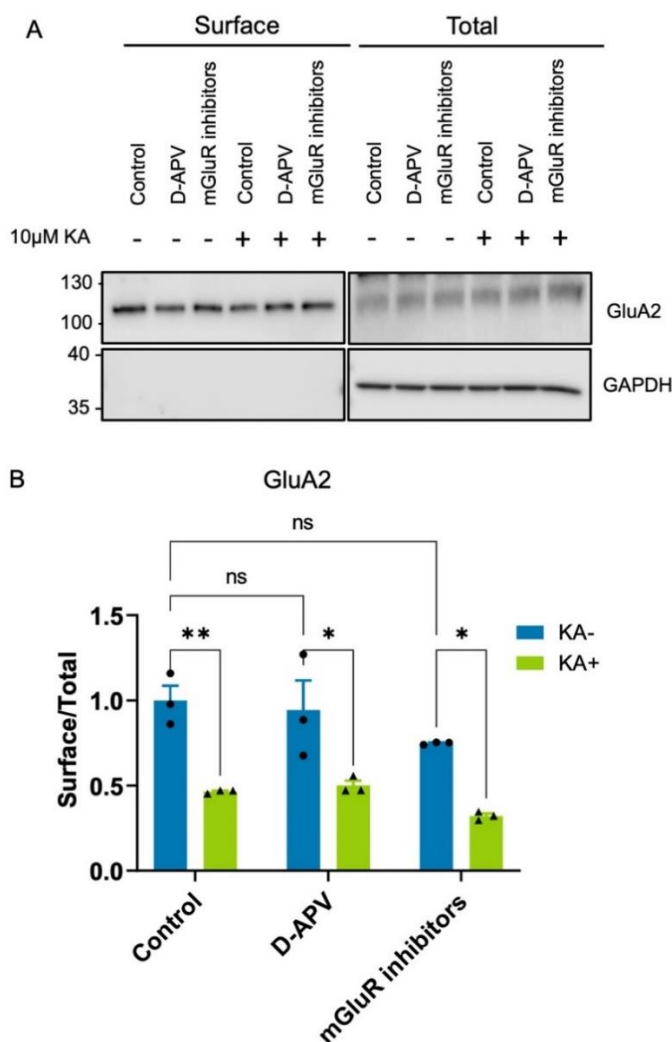 A
Surface Total
Control D-APV mGluR inhibitors Control D-APV mGluR inhibitors Control D-APV mGluR inhibitors Control D-APV mGluR inhibitors
10µM KA - - - + + + - - - + + +
130
100
GluA2
40
35
GAPDH
B
GluA2
ns
ns
** * *
KA-
KA+
1.5
1.0
0.5
0.0
Surface/Total
Control D-APV mGluR inhibitors